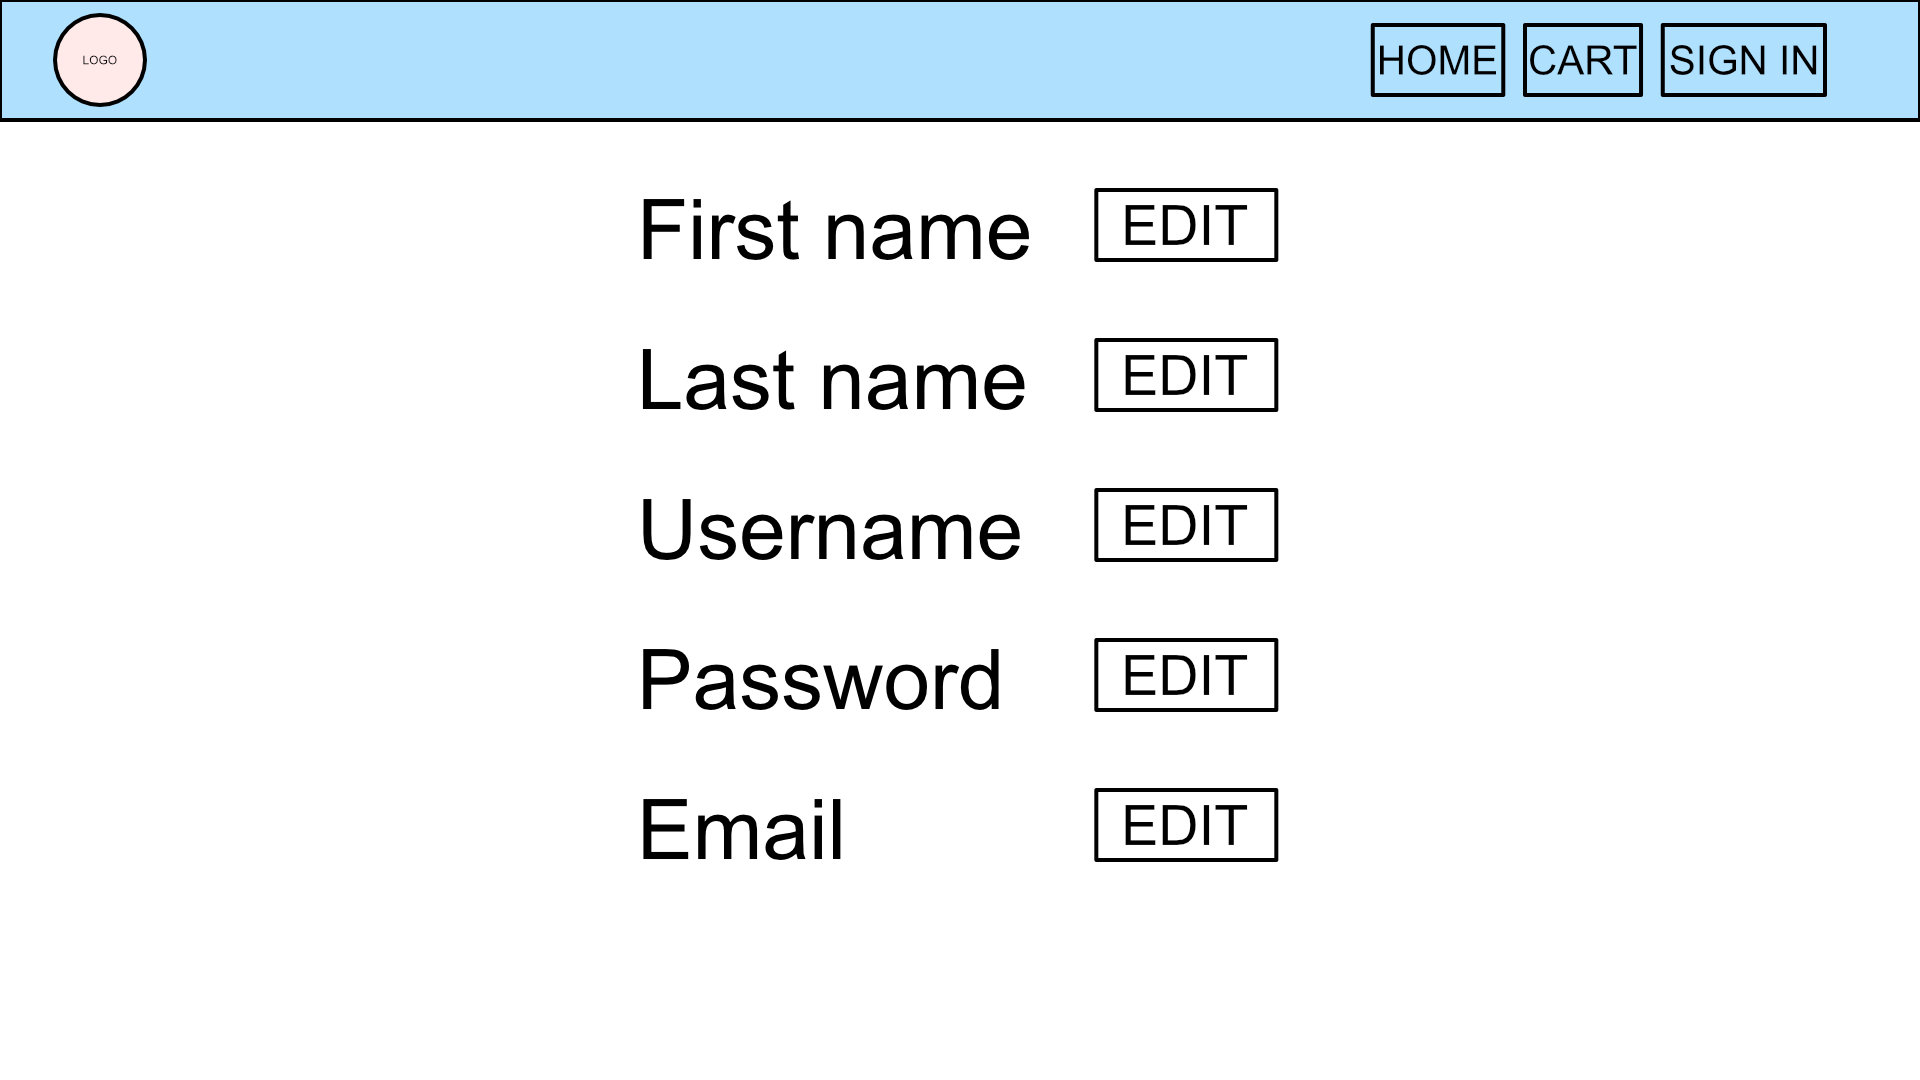 LOGO HOME CART SIGN IN
First name EDIT
Last name EDIT
Username EDIT
Password EDIT
Email EDIT